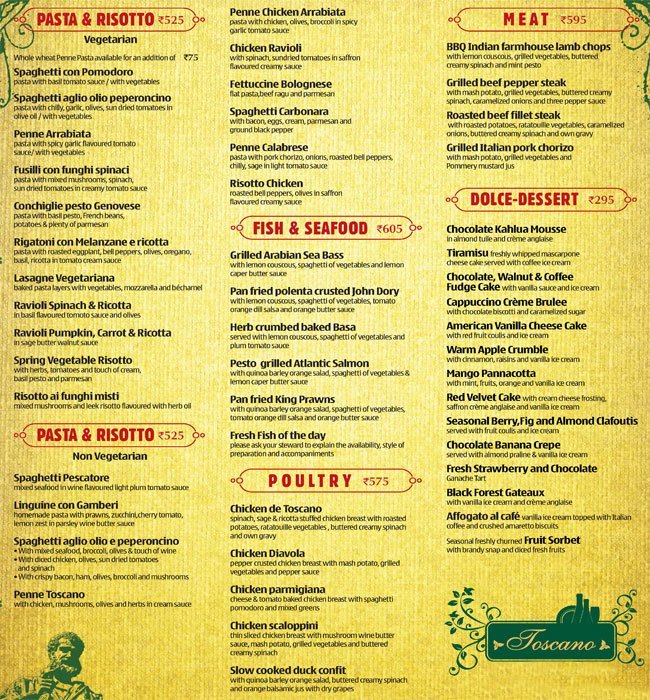 PASTA & RISOTTO ₹525
Vegetarian
Whole wheat Penne Pasta available for an addition of ₹75
Spaghetti con Pomodoro
pasta with basil tomato sauce / with vegetables
Spaghetti aglio olio peperoncino
pasta with chilly, garlic, olives, sun dried tomatoes in
olive oil / with vegetables
Penne Arrabiata
pasta with spicy garlic flavoured tomato
sauce/ with vegetables
Fusilli con funghi spinaci
pasta with mixed mushrooms, spinach,
sun dried tomatoes in creamy tomato sauce
Conchiglie pesto Genovese
pasta with basil pesto, French beans,
potatoes & plenty of parmesan
Rigatoni con Melanzane e ricotta
pasta with roasted eggplant, bell peppers, olives, oregano,
basil, ricotta in tomato cream sauce
Lasagne Vegetariana
baked pasta layers with vegetables, mozzarella and béchamel
Ravioli Spinach & Ricotta
in basil flavoured tomato sauce and olives
Ravioli Pumpkin, Carrot & Ricotta
in sage butter walnut sauce
Spring Vegetable Risotto
with herbs, tomatoes and touch of cream,
basil pesto and parmesan
Risotto ai funghi misti
mixed mushrooms and leek risotto flavoured with herb oil
PASTA & RISOTTO ₹525
Non Vegetarian
Spaghetti Pescatore
mixed seafood in wine flavoured light plum tomato sauce
Linguine con Gamberi
homemade pasta with prawns, zucchini,cherry tomato,
lemon zest in parsley wine butter sauce
Spaghetti aglio olio e peperoncino
• With mixed seafood, broccoli, olives & touch of wine
• With diced chicken, olives, sun dried tomatoes
and spinach
• With crispy bacon, ham, olives, broccoli and mushrooms
Penne Toscano
with chicken, mushrooms, olives and herbs in cream sauce
Penne Chicken Arrabiata
pasta with chicken, olives, broccoli in spicy
garlic tomato sauce
Chicken Ravioli
with spinach, sundried tomatoes in saffron
flavoured creamy sauce
Fettuccine Bolognese
flat pasta,beef ragu and parmesan
Spaghetti Carbonara
with bacon, eggs, cream, parmesan and
ground black pepper
Penne Calabrese
pasta with pork chorizo, onions, roasted bell peppers,
chilly, sage in light tomato sauce
Risotto Chicken
roasted bell peppers, olives in saffron
flavoured creamy sauce
FISH & SEAFOOD ₹605
Grilled Arabian Sea Bass
with lemon couscous, spaghetti of vegetables and lemon
caper butter sauce
Pan fried polenta crusted John Dory
with lemon couscous, spaghetti of vegetables, tomato
orange dill salsa and orange butter sauce
Herb crumbed baked Basa
served with lemon couscous, spaghetti of vegetables and
plum tomato sauce
Pesto grilled Atlantic Salmon
with quinoa barley orange salad, spaghetti of vegetables &
lemon caper butter sauce
Pan fried King Prawns
with quinoa barley orange salad, spaghetti of vegetables,
tomato orange dill salsa and orange butter sauce
Fresh Fish of the day
please ask your steward to explain the availability, style of
preparation and accompaniments
POULTRY ₹575
Chicken de Toscano
spinach, sage & ricotta stuffed chicken breast with roasted
potatoes, ratatouille vegetables , buttered creamy spinach
and own gravy
Chicken Diavola
pepper crusted chicken breast with mash potato, grilled
vegetables and pepper sauce
Chicken parmigiana
cheese & tomato baked chicken breast with spaghetti
pomodoro and mixed greens
Chicken scaloppini
thin sliced chicken breast with mushroom wine butter
sauce, mash potato, grilled vegetables and buttered
creamy spinach
Slow cooked duck confit
with quinoa barley orange salad, buttered creamy spinach
and orange balsamic jus with dry grapes
MEAT ₹595
BBQ Indian farmhouse lamb chops
with lemon couscous, grilled vegetables, buttered
creamy spinach and mint pesto
Grilled beef pepper steak
with mash potato, grilled vegetables, buttered creamy
spinach, caramelized onions and three pepper sauce
Roasted beef fillet steak
with roasted potatoes, ratatouille vegetables, caramelized
onions, buttered creamy spinach and own gravy
Grilled Italian pork chorizo
with mash potato, grilled vegetables and
Pommery mustard jus
DOLCE-DESSERT ₹295
Chocolate Kahlua Mousse
in almond tuile and crème anglaise
Tiramisu freshly whipped mascarpone
cheese cake served with coffee ice cream
Chocolate, Walnut & Coffee
Fudge Cake with vanilla sauce and ice cream
Cappuccino Crème Brulee
with chocolate biscotti and caramelized sugar
American Vanilla Cheese Cake
with red fruit coulis and ice cream
Warm Apple Crumble
with cinnamon, raisins and vanilla ice cream
Mango Pannacotta
with mint, fruits, orange and vanilla ice cream
Red Velvet Cake with cream cheese frosting,
saffron crème anglaise and vanilla ice cream
Seasonal Berry,Fig and Almond Clafoutis
served with fruit coulis and ice cream
Chocolate Banana Crepe
served with almond praline & vanilla ice cream
Fresh Strawberry and Chocolate
Ganache Tart
Black Forest Gateaux
with vanilla ice cream and crème anglaise
Affogato al café vanilla ice cream topped with Italian
coffee and crushed amaretto biscuits
Seasonal freshly churned Fruit Sorbet
with brandy snap and diced fresh fruits
Toscano